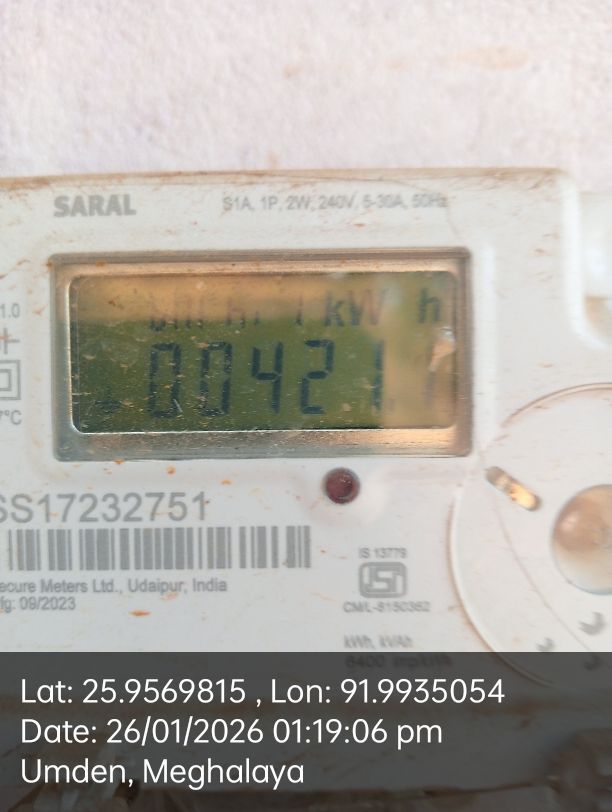 SARAL
S1A, 1P, 2W, 240V, 5-30A, 50Hz
kW h
00421.
SS17232751
ecure Meters Ltd., Udaipur, India
fg: 09/2023
IS 13779
CM/L-8150362
kWh, kVAh
6400 imp/kWh
Lat: 25.9569815 , Lon: 91.9935054
Date: 26/01/2026 01:19:06 pm
Umden, Meghalaya